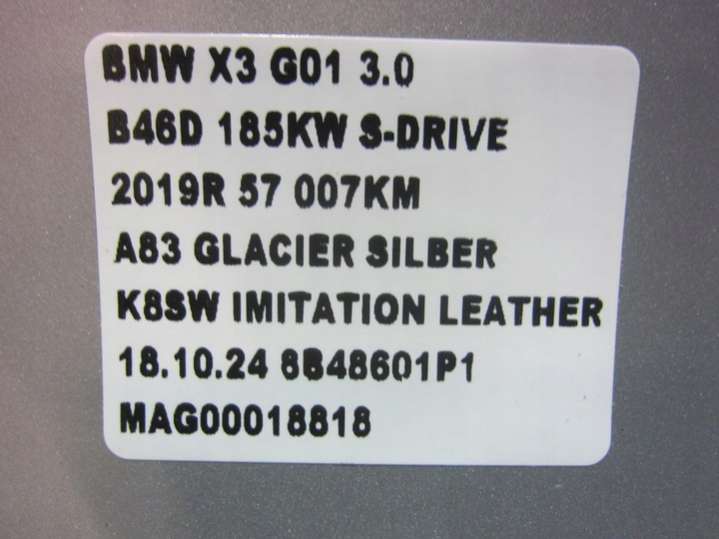 BMW X3 G01 3.0
B46D 185KW S-DRIVE
2019R 57 007KM
A83 GLACIER SILBER
K8SW IMITATION LEATHER
18.10.24 8B48601P1
MAG00018818